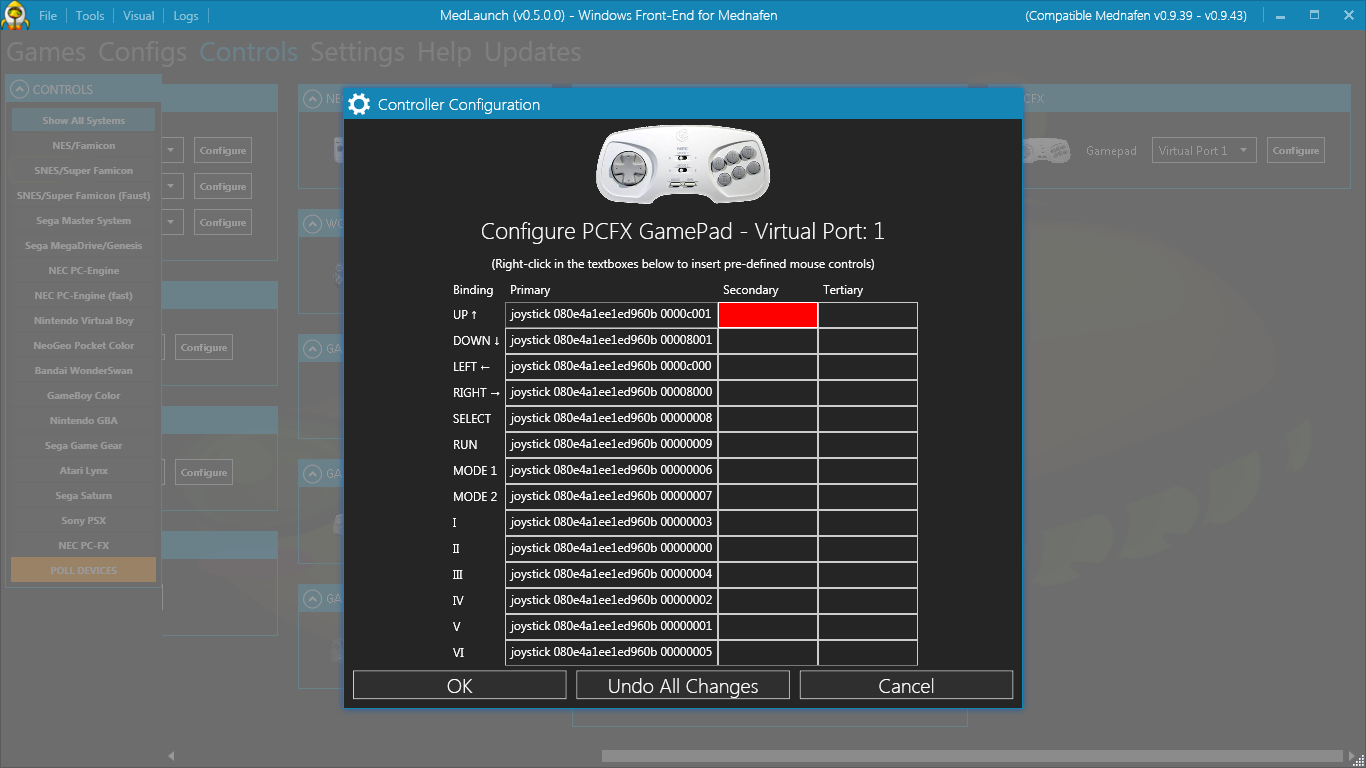 File Tools Visual Logs MedLaunch (v0.5.0.0) - Windows Front-End for Mednafen (Compatible Mednafen v0.9.39 - v0.9.43)
Games Configs Controls Settings Help Updates
CONTROLS
Show All Systems
NES/Famicon
SNES/Super Famicon
SNES/Super Famicon (Faust)
Sega Master System
Sega MegaDrive/Genesis
NEC PC-Engine
NEC PC-Engine (fast)
Nintendo Virtual Boy
NeoGeo Pocket Color
Bandai WonderSwan
GameBoy Color
Nintendo GBA
Sega Game Gear
Atari Lynx
Sega Saturn
Sony PSX
NEC PC-FX
POLL DEVICES
Configure
Configure
Configure
Configure
Configure
NE
WO
GA
GA
GA
CFX
Gamepad Virtual Port 1 Configure
Controller Configuration
Configure PCFX GamePad - Virtual Port: 1
(Right-click in the textboxes below to insert pre-defined mouse controls)
Binding Primary Secondary Tertiary
UP ↑ joystick 080e4a1ee1ed960b 0000c001
DOWN ↓ joystick 080e4a1ee1ed960b 00008001
LEFT ← joystick 080e4a1ee1ed960b 0000c000
RIGHT → joystick 080e4a1ee1ed960b 00008000
SELECT joystick 080e4a1ee1ed960b 00000008
RUN joystick 080e4a1ee1ed960b 00000009
MODE 1 joystick 080e4a1ee1ed960b 00000006
MODE 2 joystick 080e4a1ee1ed960b 00000007
I joystick 080e4a1ee1ed960b 00000003
II joystick 080e4a1ee1ed960b 00000000
III joystick 080e4a1ee1ed960b 00000004
IV joystick 080e4a1ee1ed960b 00000002
V joystick 080e4a1ee1ed960b 00000001
VI joystick 080e4a1ee1ed960b 00000005
OK Undo All Changes Cancel